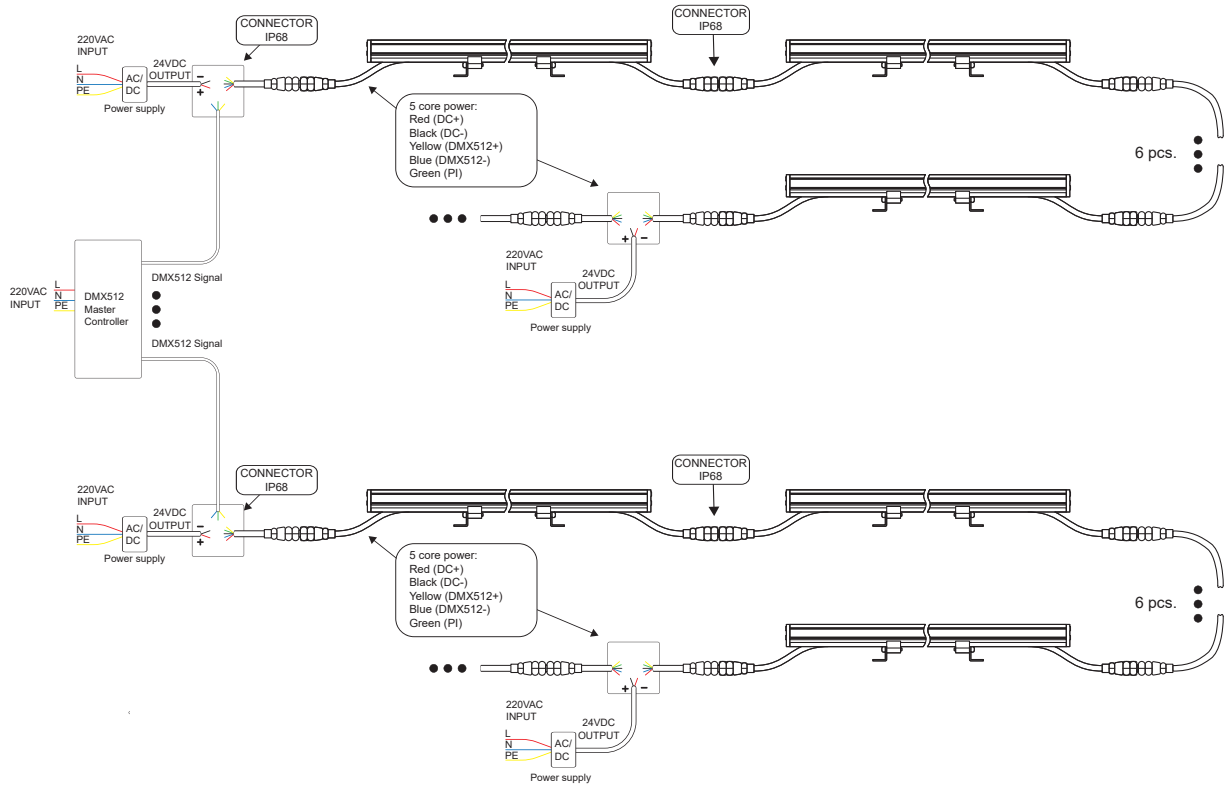 CONNECTOR
IP68
CONNECTOR
IP68
220VAC
INPUT
L
N
PE
AC/
DC
24VDC
OUTPUT
Power supply
−
+
5 core power:
Red (DC+)
Black (DC-)
Yellow (DMX512+)
Blue (DMX512-)
Green (PI)
6 pcs.
+ −
220VAC
INPUT
L
N
PE
AC/
DC
24VDC
OUTPUT
Power supply
220VAC
INPUT
L
N
PE
DMX512
Master
Controller
DMX512 Signal
DMX512 Signal
CONNECTOR
IP68
CONNECTOR
IP68
220VAC
INPUT
L
N
PE
AC/
DC
24VDC
OUTPUT
Power supply
−
+
5 core power:
Red (DC+)
Black (DC-)
Yellow (DMX512+)
Blue (DMX512-)
Green (PI)
6 pcs.
+ −
220VAC
INPUT
L
N
PE
AC/
DC
24VDC
OUTPUT
Power supply